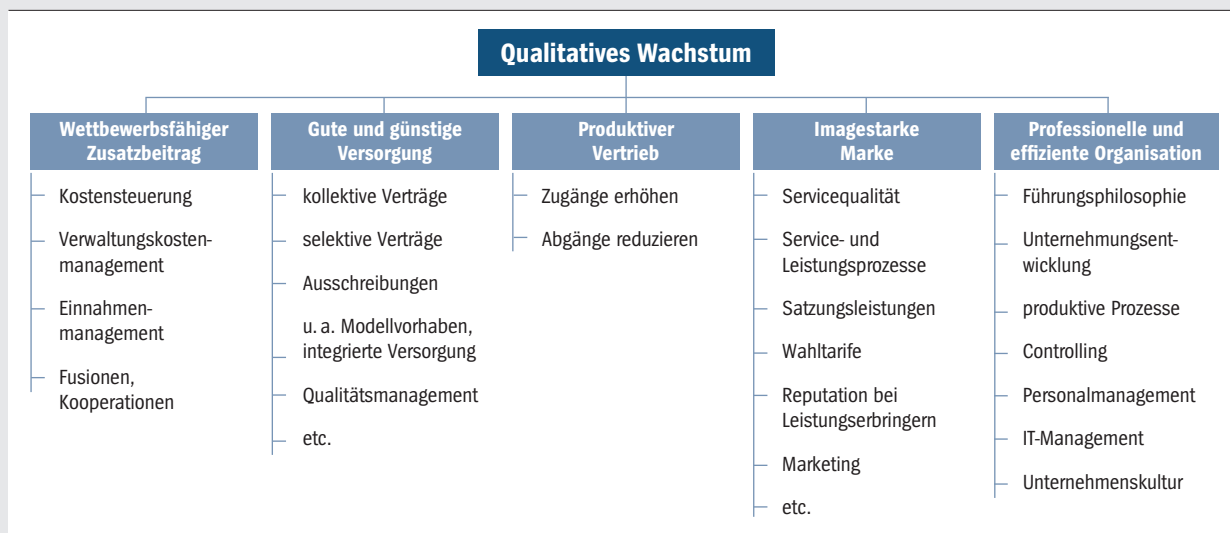 Qualitatives Wachstum
Wettbewerbsfähiger
Zusatzbeitrag
Kostensteuerung
Verwaltungskosten-
management
Einnahmen-
management
Fusionen,
Kooperationen
Gute und günstige
Versorgung
kollektive Verträge
selektive Verträge
Ausschreibungen
u. a. Modellvorhaben,
integrierte Versorgung
Qualitätsmanagement
etc.
Produktiver
Vertrieb
Zugänge erhöhen
Abgänge reduzieren
Imagestarke
Marke
Servicequalität
Service- und
Leistungsprozesse
Satzungsleistungen
Wahltarife
Reputation bei
Leistungserbringern
Marketing
etc.
Professionelle und
effiziente Organisation
Führungsphilosophie
Unternehmungsent-
wicklung
produktive Prozesse
Controlling
Personalmanagement
IT-Management
Unternehmenskultur